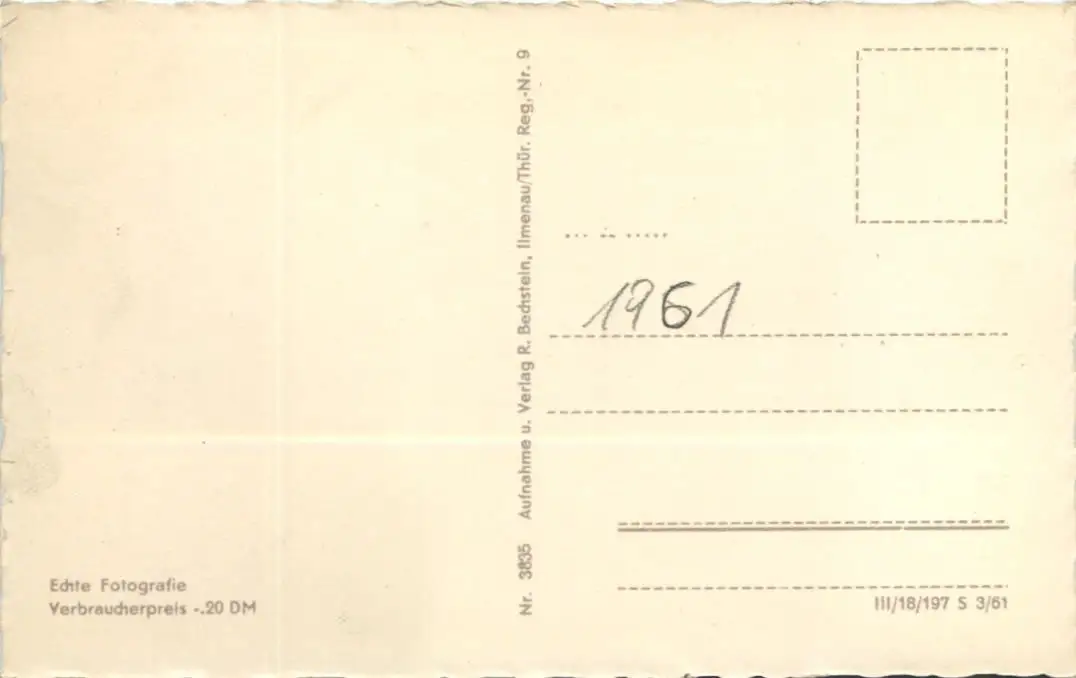 Echte Fotografie
Verbraucherpreis -.20 DM
Nr. 3835 Aufnahme u. Verlag R. Bechstein, Ilmenau/Thür. Reg.-Nr. 9
1961
III/18/197 S 3/61